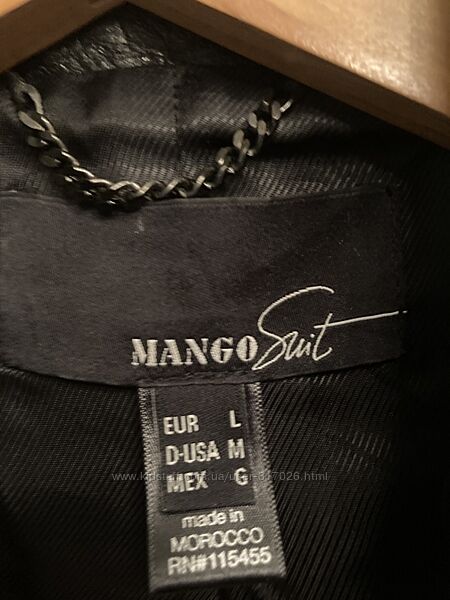 MANGO Suit
EUR L
D-USA M
MEX G
made in
MOROCCO
RN#115455